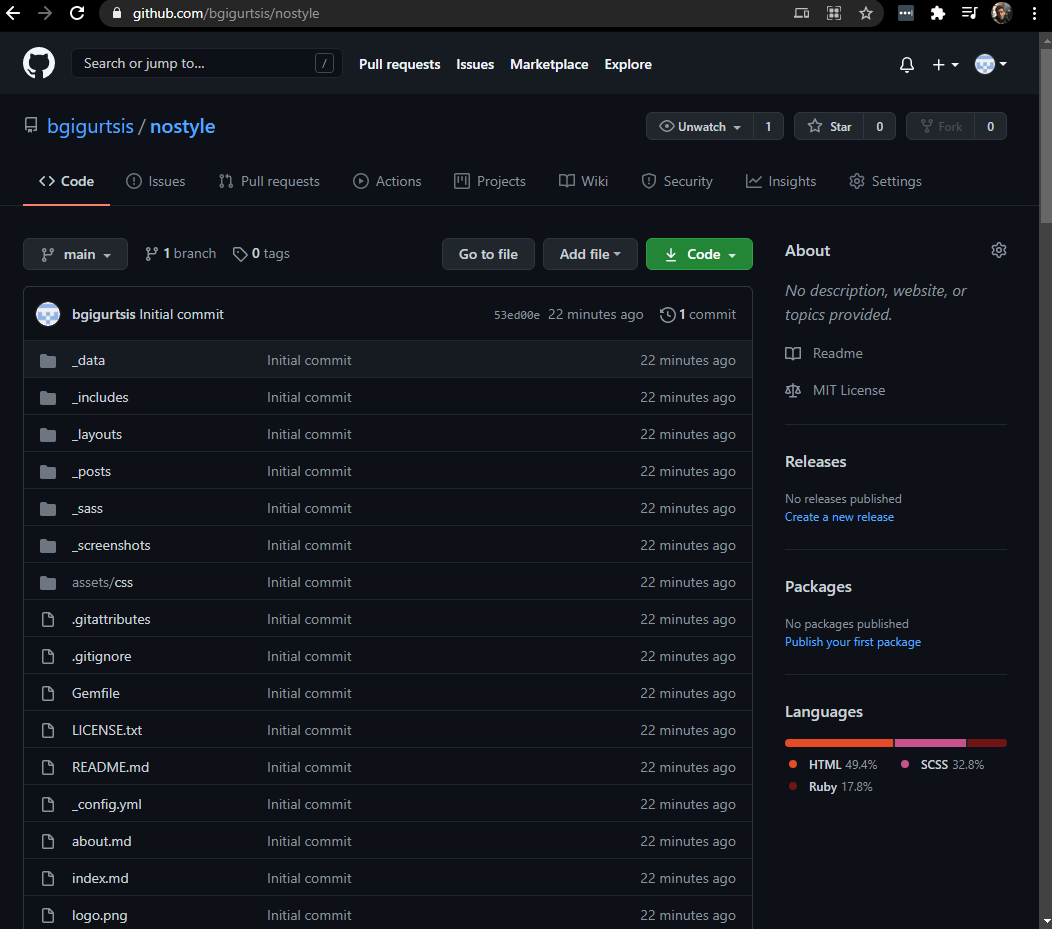 github.com/bgigurtsis/nostyle
Search or jump to... /
Pull requests Issues Marketplace Explore
bgigurtsis / nostyle
Unwatch 1 Star 0 Fork 0
Code Issues Pull requests Actions Projects Wiki Security Insights Settings
main 1 branch 0 tags Go to file Add file Code
bgigurtsis Initial commit 53ed00e 22 minutes ago 1 commit
_data Initial commit 22 minutes ago
_includes Initial commit 22 minutes ago
_layouts Initial commit 22 minutes ago
_posts Initial commit 22 minutes ago
_sass Initial commit 22 minutes ago
_screenshots Initial commit 22 minutes ago
assets/css Initial commit 22 minutes ago
.gitattributes Initial commit 22 minutes ago
.gitignore Initial commit 22 minutes ago
Gemfile Initial commit 22 minutes ago
LICENSE.txt Initial commit 22 minutes ago
README.md Initial commit 22 minutes ago
_config.yml Initial commit 22 minutes ago
about.md Initial commit 22 minutes ago
index.md Initial commit 22 minutes ago
logo.png Initial commit 22 minutes ago
About
No description, website, or
topics provided.
Readme
MIT License
Releases
No releases published
Create a new release
Packages
No packages published
Publish your first package
Languages
HTML 49.4% SCSS 32.8%
Ruby 17.8%